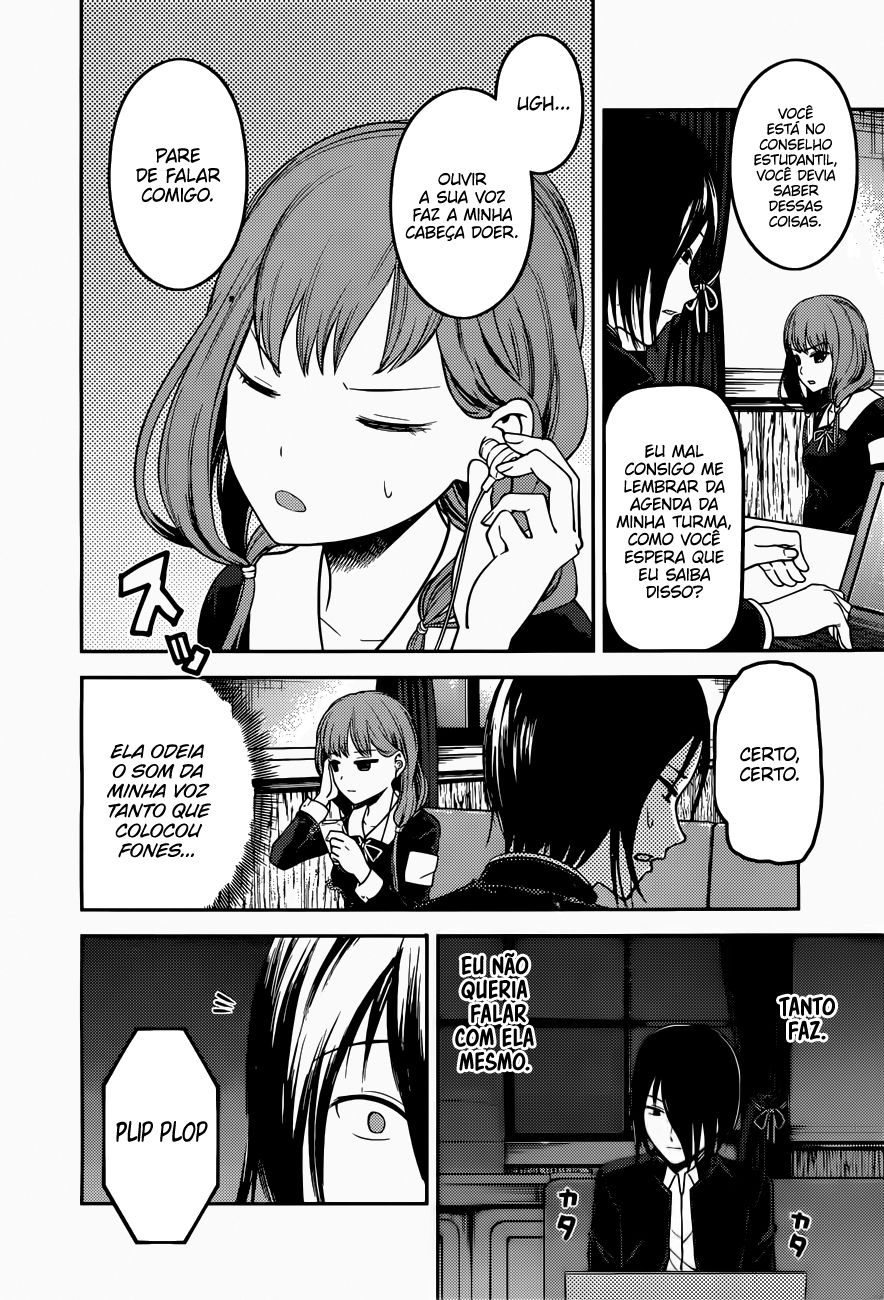 VOCÊ
ESTÁ NO
CONSELHO
ESTUDANTIL,
VOCÊ DEVIA
SABER
DESSAS
COISAS.
EU MAL
CONSIGO ME
LEMBRAR DA
AGENDA DA
MINHA TURMA,
COMO VOCÊ
ESPERA QUE
EU SAIBA
DISSO?
UGH...
OUVIR
A SUA VOZ
FAZ A MINHA
CABEÇA DOER.
PARE
DE FALAR
COMIGO.
ズッ
CERTO,
CERTO.
ELA ODEIA
O SOM DA
MINHA VOZ
TANTO QUE
COLOCOU
FONES...
TANTO
FAZ.
EU NÃO
QUERIA
FALAR
COM ELA
MESMO.
カタ
カタ
PLIP PLOP